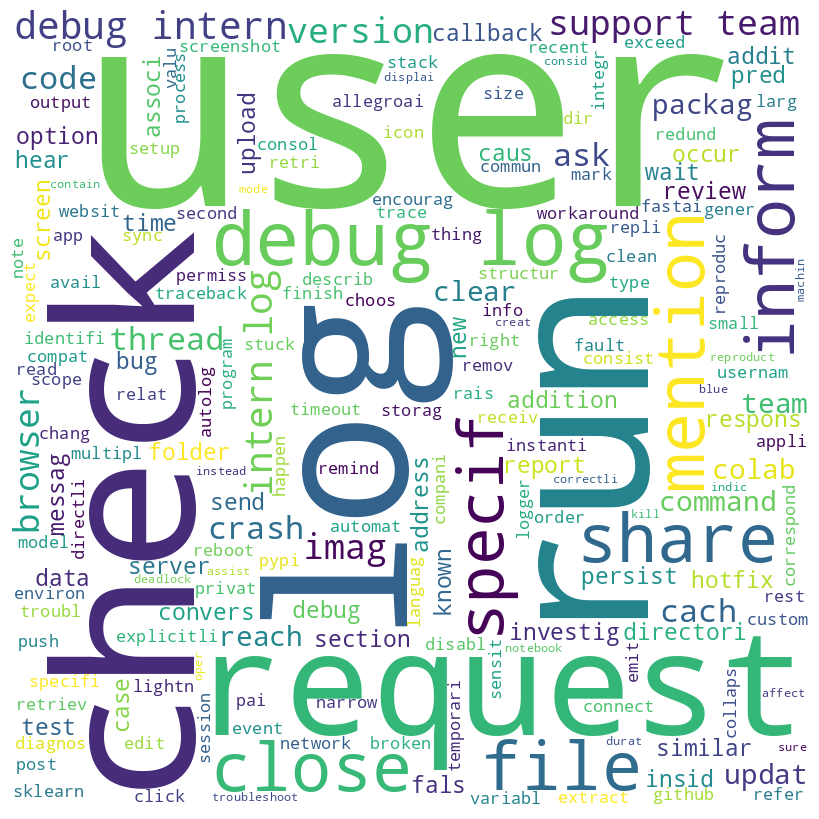 debug intern
version
callback
support team
root
screenshot
stack
recent
exceed
user
code
associ
valu
process
displai
consid
integr
addit
pred
output
allegroai
size
dir
packag
larg
option
setup
upload
consol
icon
caus
ask
redund
hear
retri
commun
mark
wait
occur
inform
contain
mode
encourag
review
screen
websit
time
second
trace
workaround
fastai
gener
note
app
sync
debug log
thing
repli
mention
check
permiss
describ
structur
clean
reproduc
expect
avail
traceback
finish
choos
clear
type
machin
log
run
identifi
thread
intern log
info
new
creat
right
access
small
compat
bug
stuck
remov
fault
reproduct
read
scope
relat
autolog
program
timeout
storag
rais
consist
blue
usernam
browser
chang
specif
receiv
addition
respons
team
multipl
folder
happen
remind
compani
instanti
appli
messag
directli
instead
report
correctli
indic
colab
model
send
address
logger
order
kill
command
crash
automat
share
correspond
server
reboot
imag
known
data
deadlock
pypi
persist
hotfix
environ
assist
languag
rest
troubl
privat
convers
debug
cach
custom
push
explicitli
reach
section
disabl
investig
directori
case
oper
request
sensit
notebook
emit
specifi
lightn
retriev
pai
narrow
connect
collaps
affect
test
session
event
temporari
diagnos
edit
network
broken
durat
similar
sure
post
close
fals
file
insid
updat
sklearn
click
troubleshoot
variabl
extract
github
refer